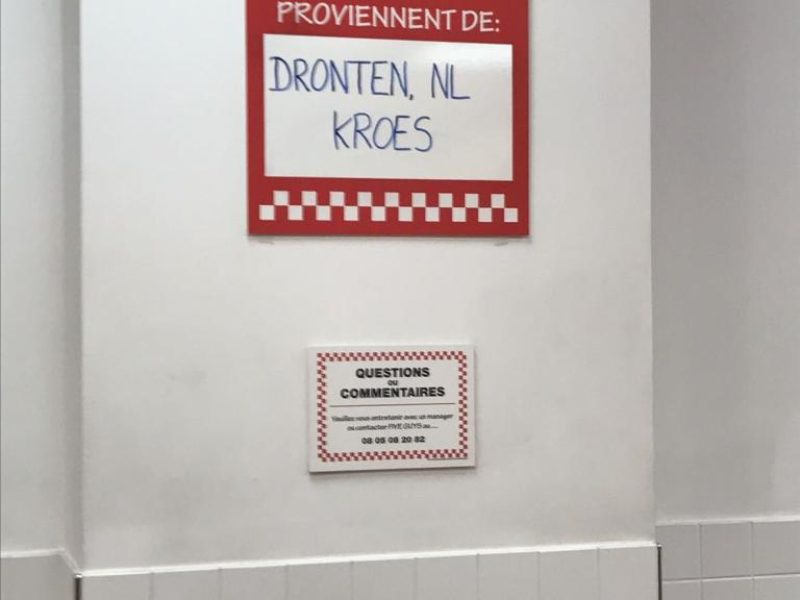 PROVIENNENT DE:
DRONTEN, NL
KROES
QUESTIONS
OU
COMMENTAIRES
Veuillez vous entretenir avec un manager
ou contacter FIVE GUYS au.....
08 05 08 20 82